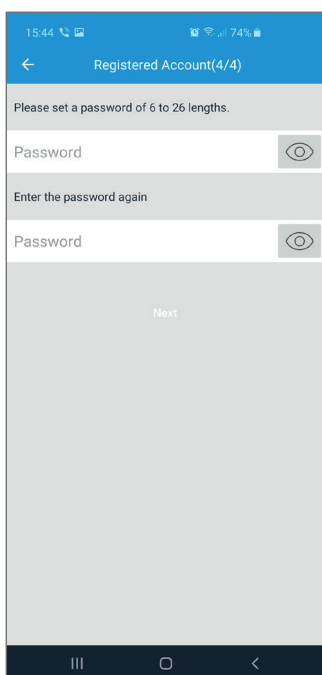 15:44 74%
Registered Account(4/4)
Please set a password of 6 to 26 lengths.
Password
Enter the password again
Password
Next